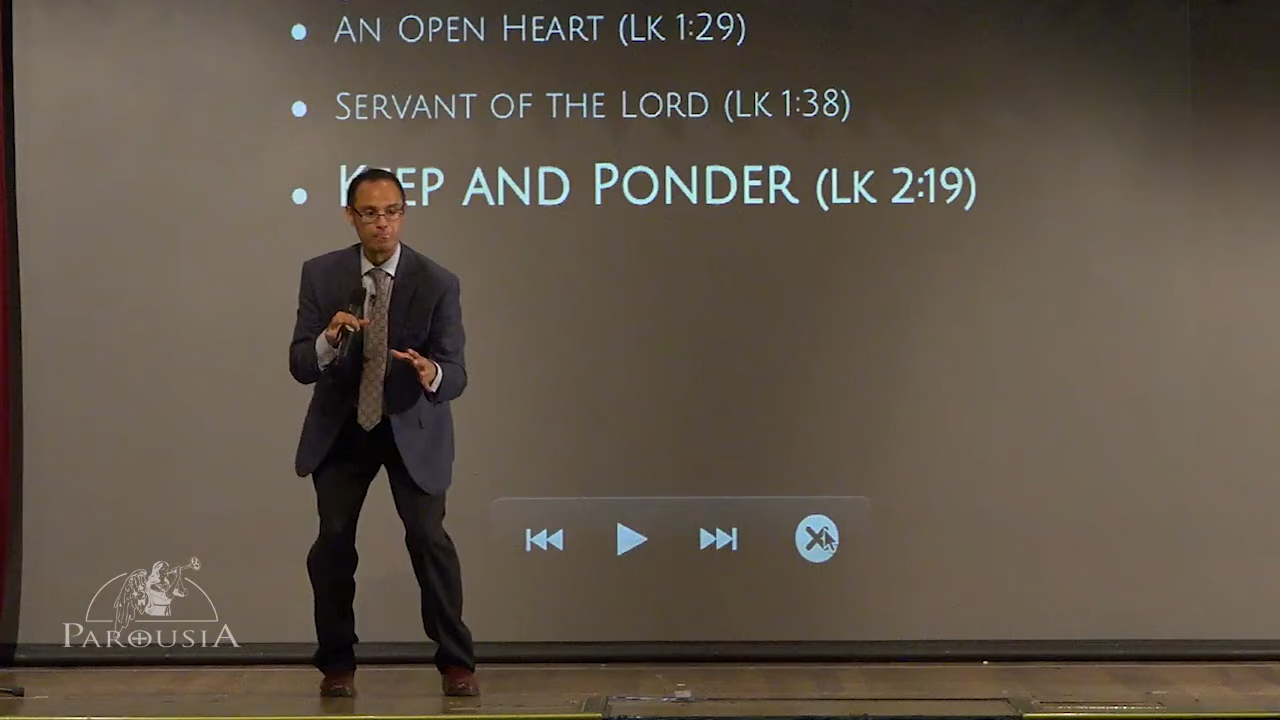 • An Open Heart (Lk 1:29)
• Servant of the Lord (Lk 1:38)
• Keep and Ponder (Lk 2:19)
Parousia